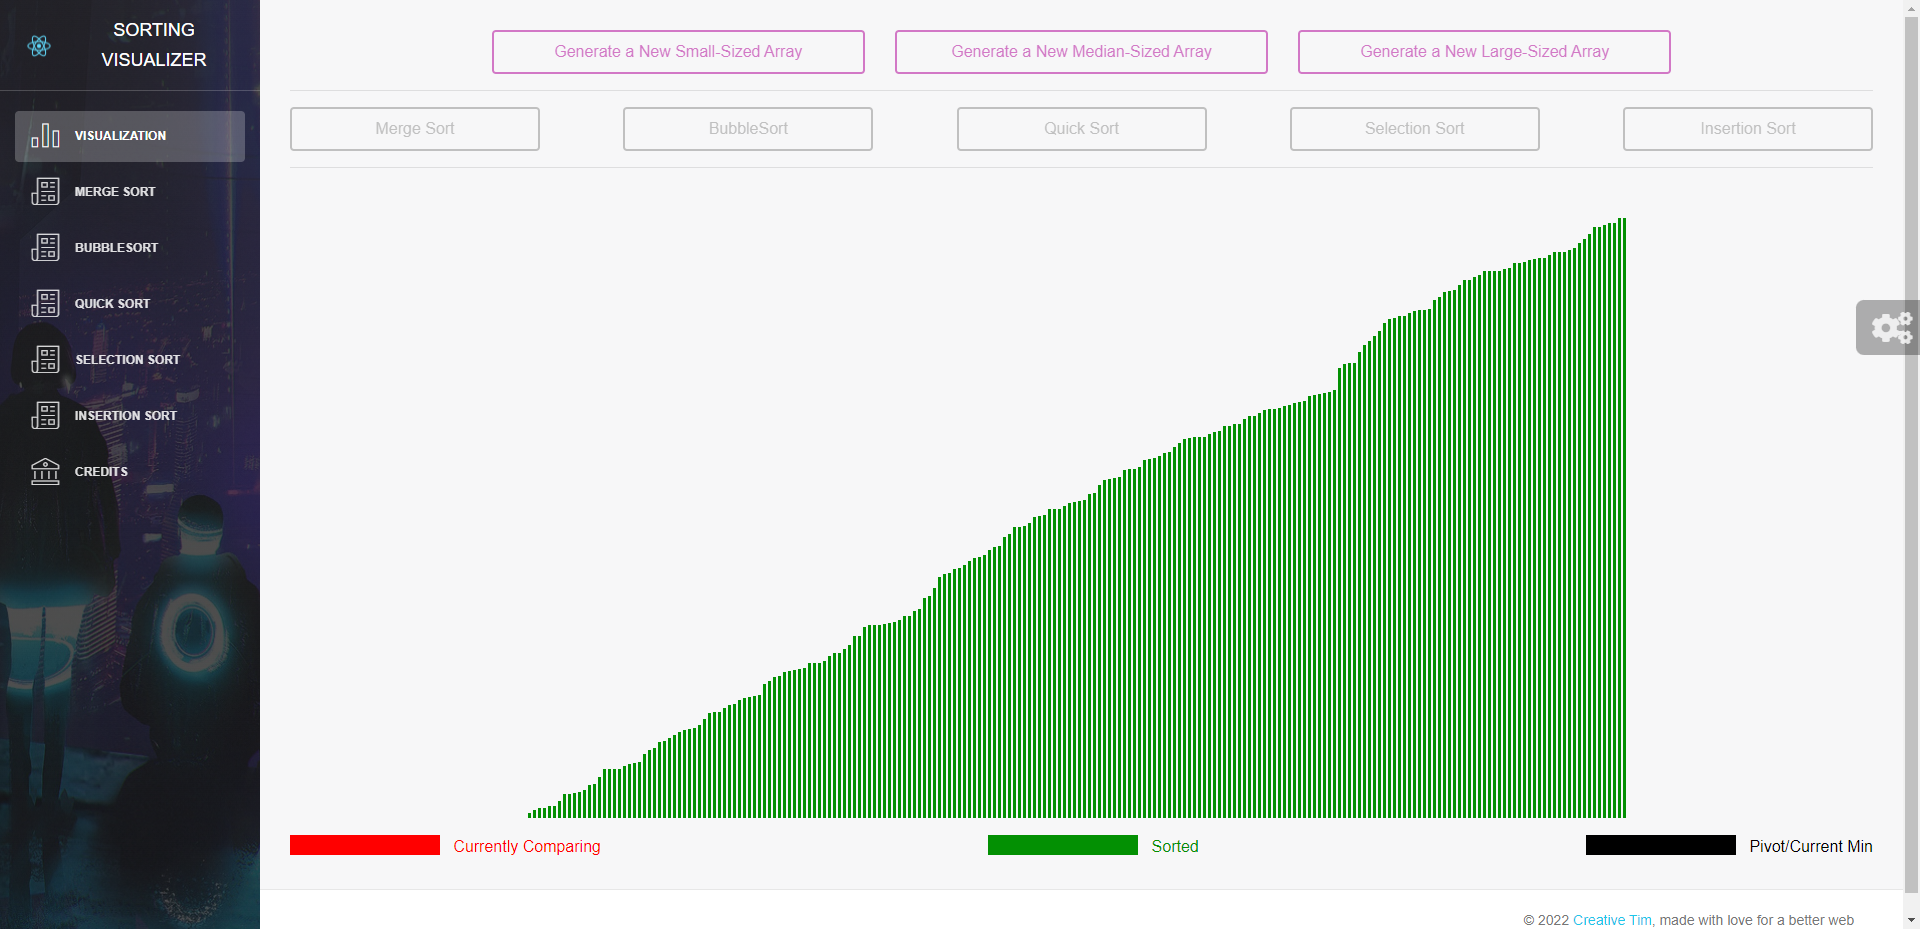 SORTING
VISUALIZER
VISUALIZATION
MERGE SORT
BUBBLESORT
QUICK SORT
SELECTION SORT
INSERTION SORT
CREDITS
Generate a New Small-Sized Array
Generate a New Median-Sized Array
Generate a New Large-Sized Array
Merge Sort
BubbleSort
Quick Sort
Selection Sort
Insertion Sort
Currently Comparing
Sorted
Pivot/Current Min
© 2022 Creative Tim, made with love for a better web